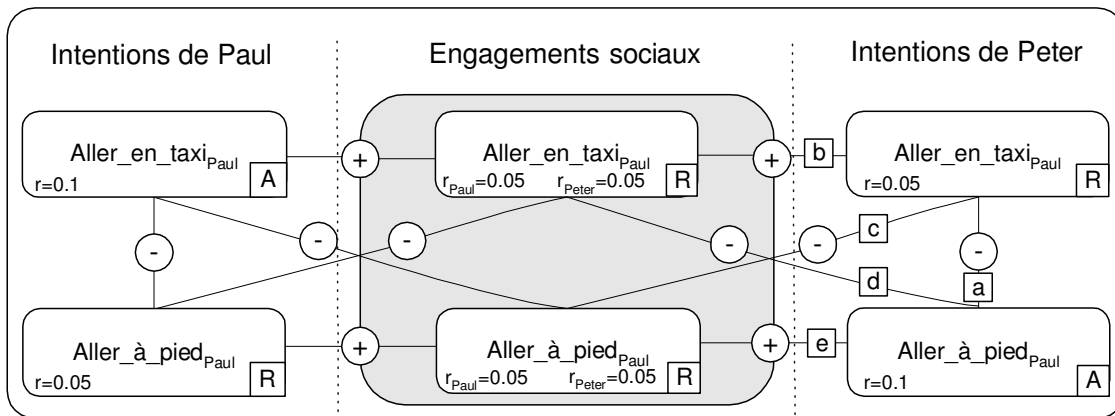 Intentions de Paul
Engagements sociaux
Intentions de Peter
Aller_en_taxiPaul
r=0.1
A
+
Aller_en_taxiPaul
rPaul=0.05 rPeter=0.05
R
+
b
Aller_en_taxiPaul
r=0.05
R
-
-
-
-
-
c
-
d
a
Aller_à_piedPaul
r=0.05
R
+
Aller_à_piedPaul
rPaul=0.05 rPeter=0.05
R
+
e
Aller_à_piedPaul
r=0.1
A